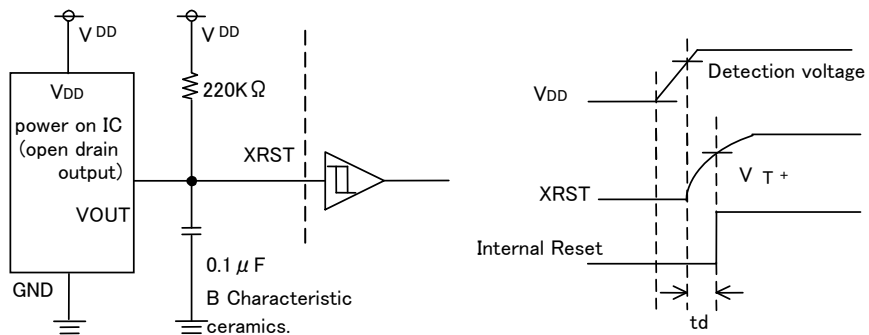 VDD
VDD
VDD
power on IC
(open drain
output)
VOUT
GND
220KΩ
XRST
0.1μF
B Characteristic
ceramics.
Detection voltage
VDD
VT+
XRST
Internal Reset
td